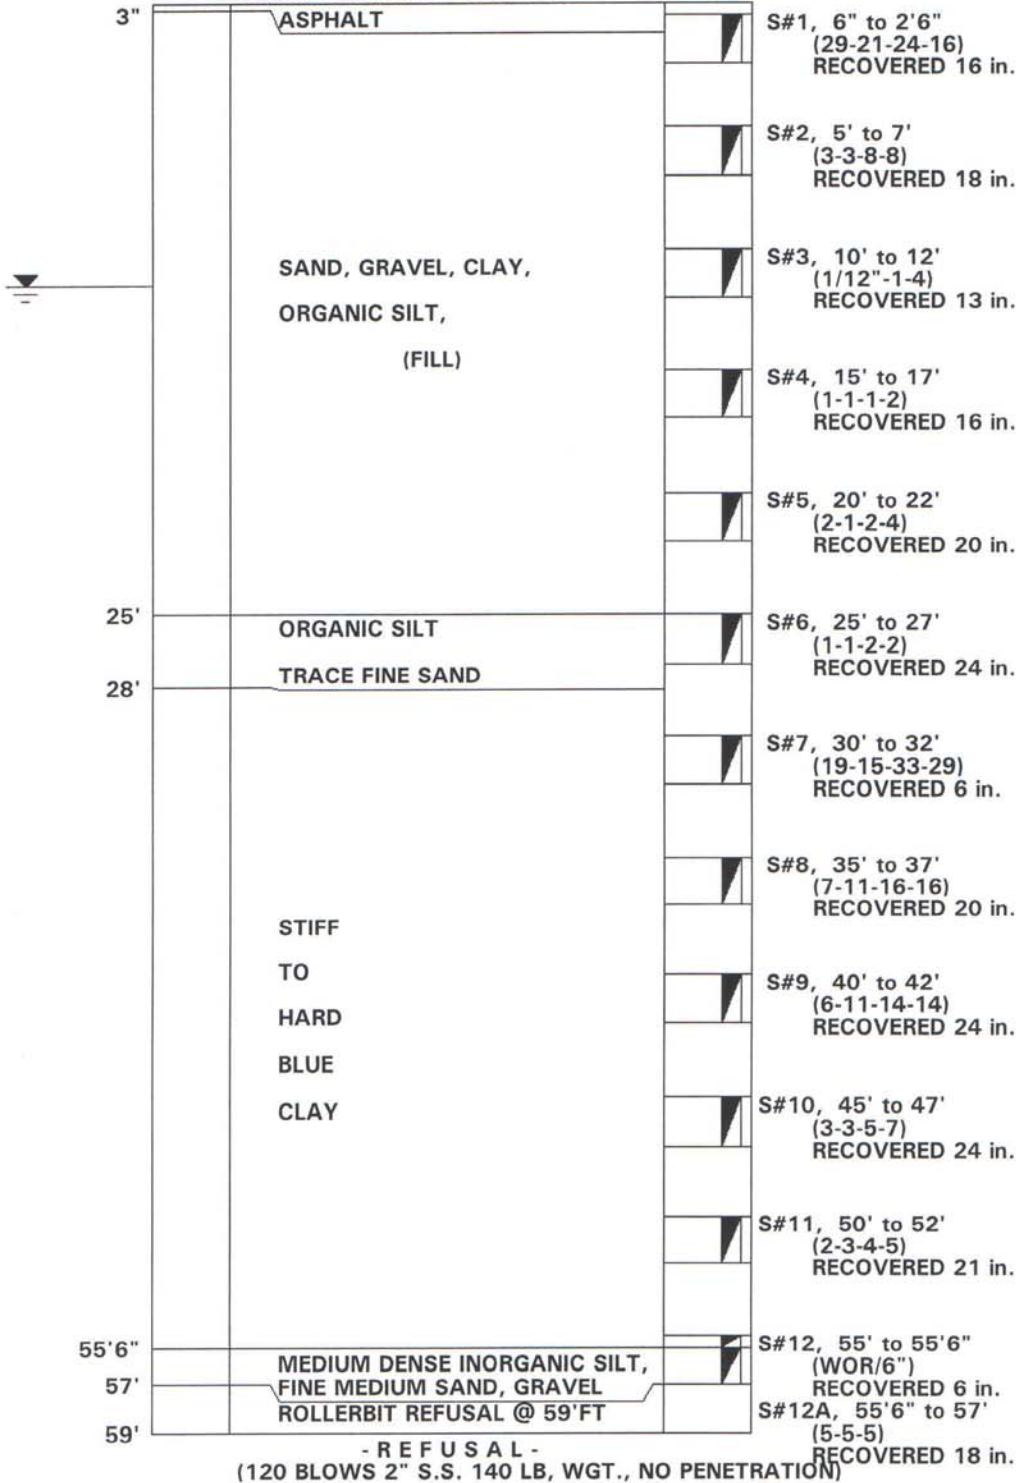 3"
ASPHALT
S#1, 6" to 2'6"
(29-21-24-16)
RECOVERED 16 in.
S#2, 5' to 7'
(3-3-8-8)
RECOVERED 18 in.
SAND, GRAVEL, CLAY,
ORGANIC SILT,
(FILL)
S#3, 10' to 12'
(1/12"-1-4)
RECOVERED 13 in.
S#4, 15' to 17'
(1-1-1-2)
RECOVERED 16 in.
S#5, 20' to 22'
(2-1-2-4)
RECOVERED 20 in.
25'
ORGANIC SILT
TRACE FINE SAND
28'
S#6, 25' to 27'
(1-1-2-2)
RECOVERED 24 in.
S#7, 30' to 32'
(19-15-33-29)
RECOVERED 6 in.
S#8, 35' to 37'
(7-11-16-16)
RECOVERED 20 in.
STIFF
TO
HARD
BLUE
CLAY
S#9, 40' to 42'
(6-11-14-14)
RECOVERED 24 in.
S#10, 45' to 47'
(3-3-5-7)
RECOVERED 24 in.
S#11, 50' to 52'
(2-3-4-5)
RECOVERED 21 in.
55'6"
MEDIUM DENSE INORGANIC SILT,
FINE MEDIUM SAND, GRAVEL
57'
ROLLERBIT REFUSAL @ 59'FT
59'
S#12, 55' to 55'6"
(WOR/6")
RECOVERED 6 in.
S#12A, 55'6" to 57'
(5-5-5)
RECOVERED 18 in.
-REFUSAL-
(120 BLOWS 2" S.S. 140 LB, WGT., NO PENETRATION)